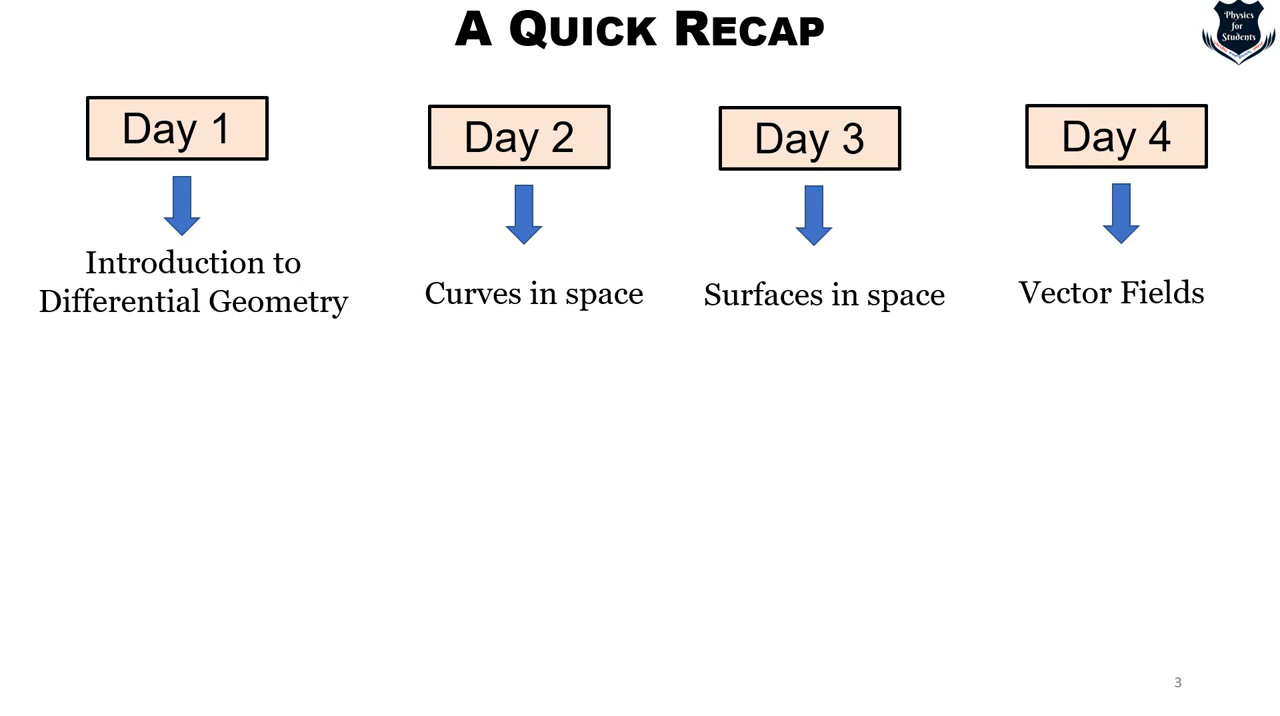 A QUICK RECAP
Physics
for
Students
Day 1
Day 2
Day 3
Day 4
Introduction to
Differential Geometry
Curves in space
Surfaces in space
Vector Fields
3